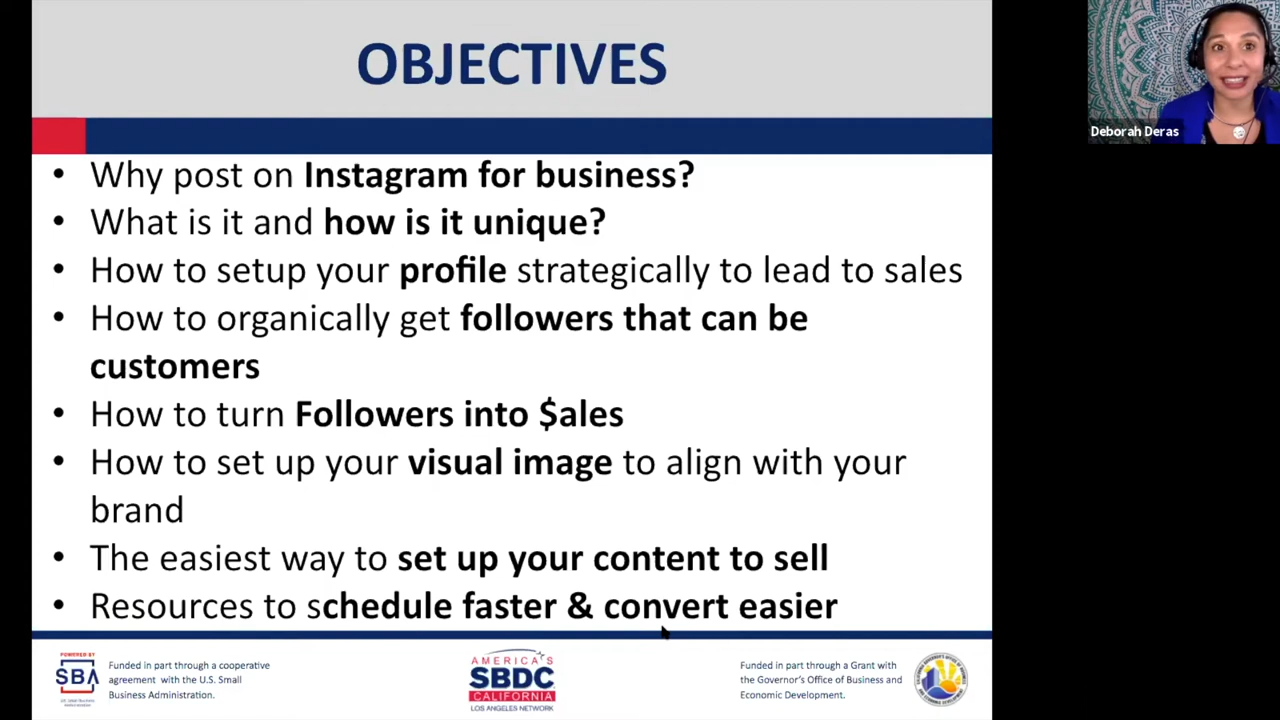 OBJECTIVES
Deborah Deras
• Why post on Instagram for business?
• What is it and how is it unique?
• How to setup your profile strategically to lead to sales
• How to organically get followers that can be
customers
• How to turn Followers into $ales
• How to set up your visual image to align with your
brand
• The easiest way to set up your content to sell
• Resources to schedule faster & convert easier
POWERED BY
SBA
Funded in part through a cooperative
agreement with the U.S. Small
Business Administration.
AMERICA'S
SBDC
CALIFORNIA
LOS ANGELES NETWORK
Funded in part through a Grant with
the Governor's Office of Business and
Economic Development.